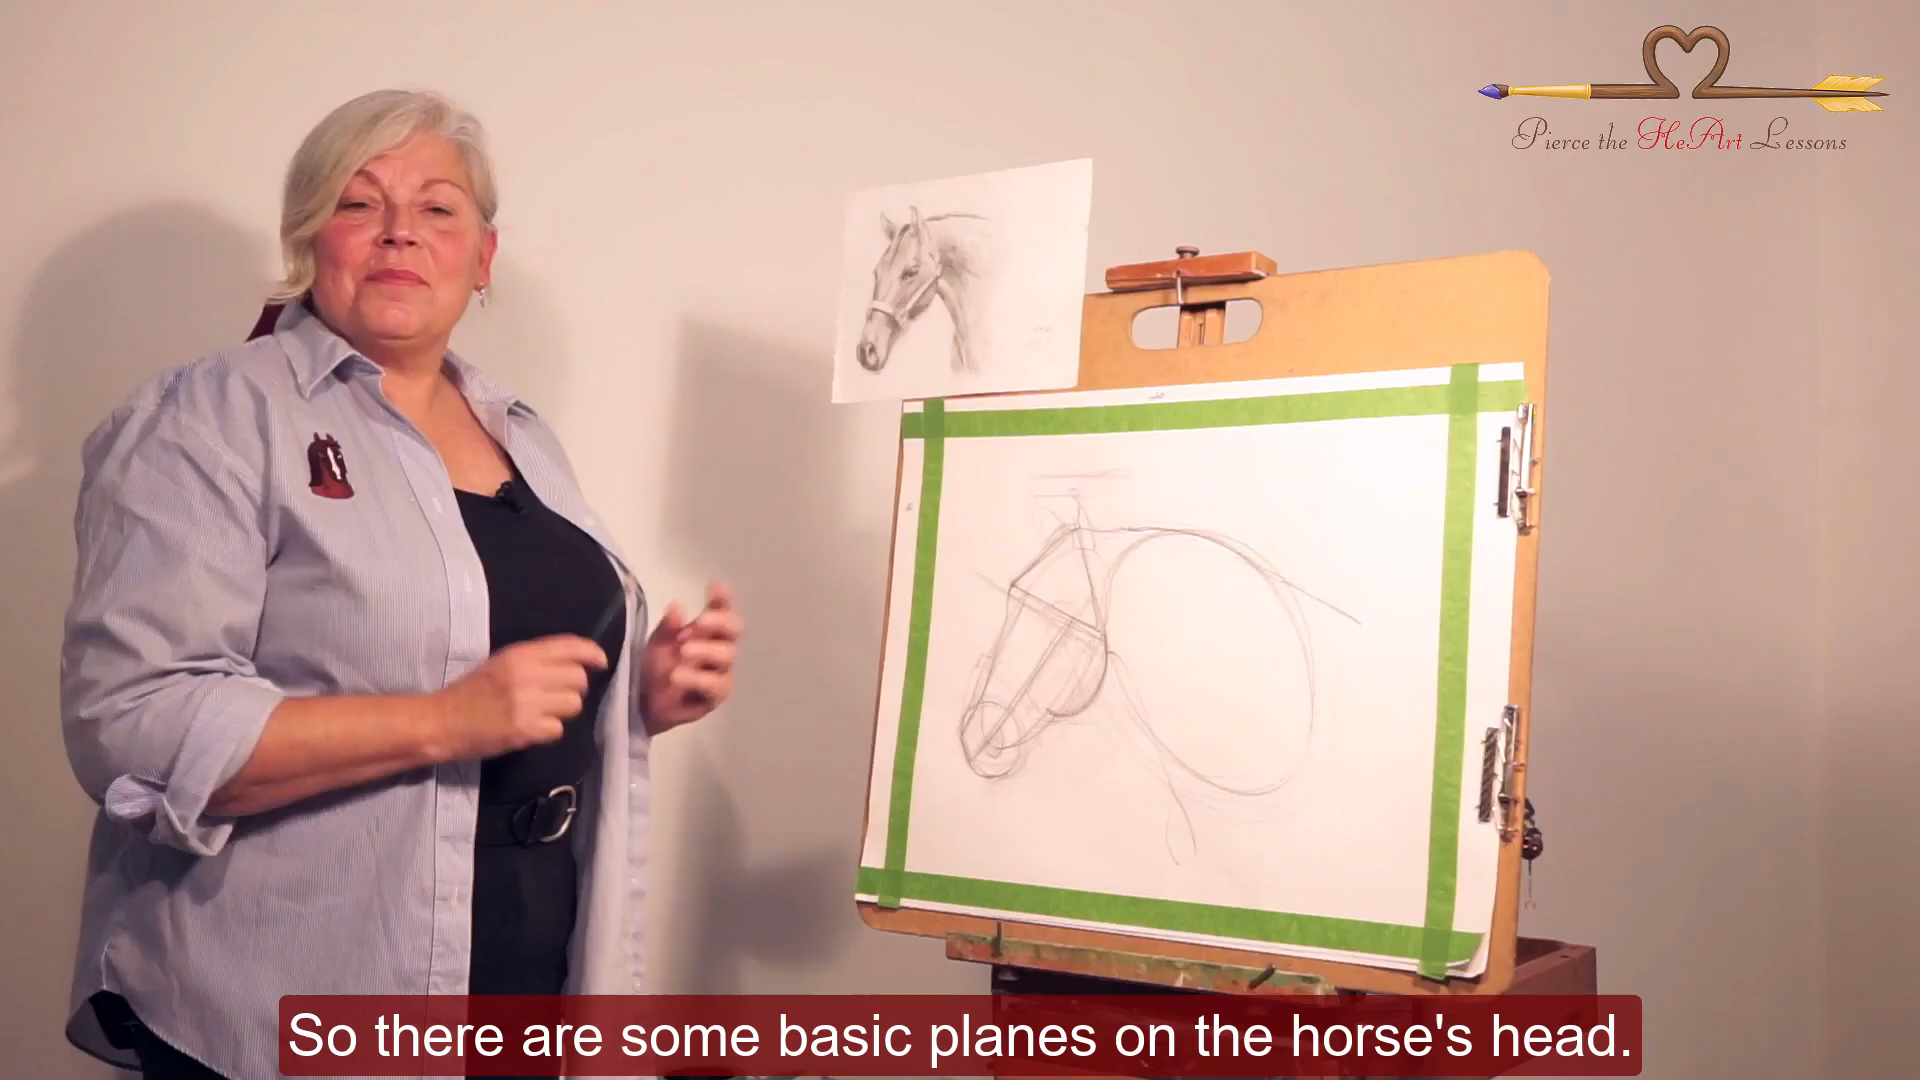 Pierce the HeArt Lessons
So there are some basic planes on the horse's head.